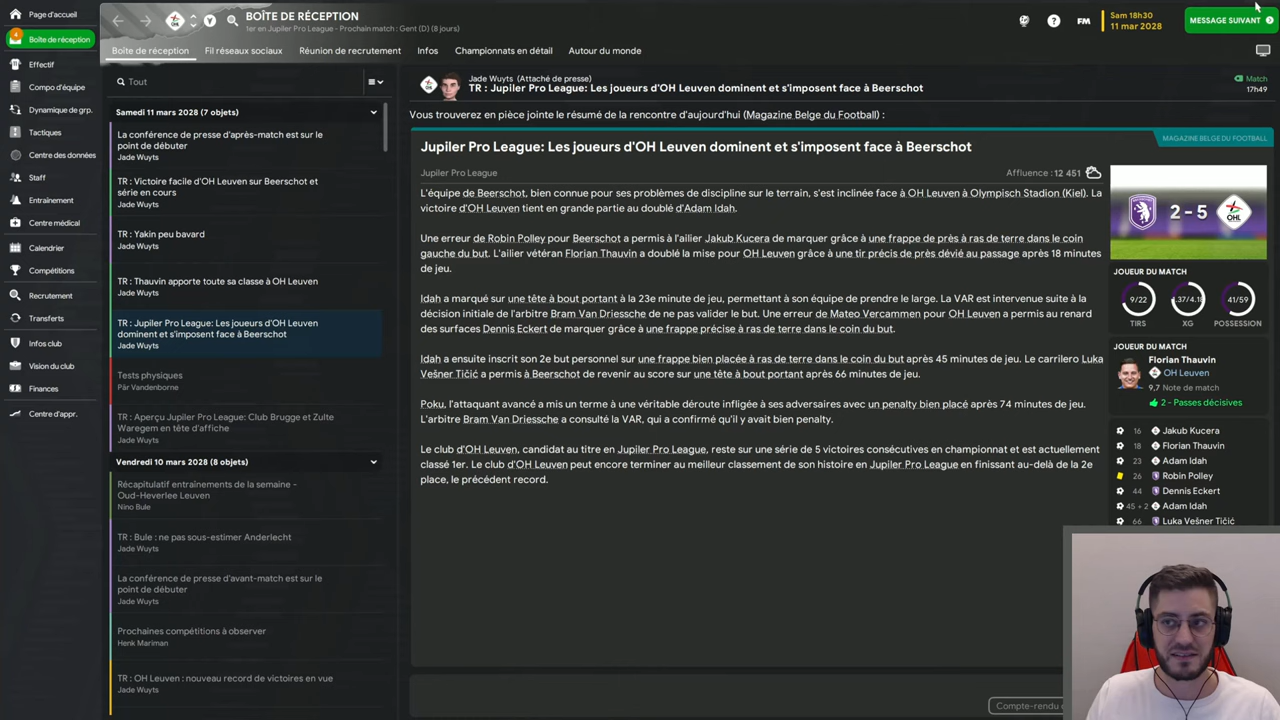 Page d'accueil
4
Boîte de réception
Effectif
Compo d'équipe
Dynamique de grp.
Tactiques
Centre des données
Staff
Entraînement
Centre médical
Calendrier
Compétitions
Recrutement
Transferts
Infos club
Vision du club
Finances
Centre d'appr.
BOÎTE DE RÉCEPTION
1er en Jupiler Pro League - Prochain match : Gent (D) (8 jours)
FM
Sam 18h30
11 mar 2028
MESSAGE SUIVANT
Boîte de réception
Fil réseaux sociaux
Réunion de recrutement
Infos
Championnats en détail
Autour du monde
Tout
Samedi 11 mars 2028 (7 objets)
La conférence de presse d'après-match est sur le
point de débuter
Jade Wuyts
TR : Victoire facile d'OH Leuven sur Beerschot et
série en cours
Jade Wuyts
TR : Yakin peu bavard
Jade Wuyts
TR : Thauvin apporte toute sa classe à OH Leuven
Jade Wuyts
TR : Jupiler Pro League: Les joueurs d'OH Leuven
dominent et s'imposent face à Beerschot
Jade Wuyts
Tests physiques
Pär Vandenborne
TR : Aperçu Jupiler Pro League: Club Brugge et Zulte
Waregem en tête d'affiche
Jade Wuyts
Vendredi 10 mars 2028 (8 objets)
Récapitulatif entraînements de la semaine -
Oud-Heverlee Leuven
Nino Bule
TR : Bule : ne pas sous-estimer Anderlecht
Jade Wuyts
La conférence de presse d'avant-match est sur le
point de débuter
Jade Wuyts
Prochaines compétitions à observer
Henk Mariman
TR : OH Leuven : nouveau record de victoires en vue
Jade Wuyts
Jade Wuyts (Attaché de presse)
TR : Jupiler Pro League: Les joueurs d'OH Leuven dominent et s'imposent face à Beerschot
Match
17h49
Vous trouverez en pièce jointe le résumé de la rencontre d'aujourd'hui (Magazine Belge du Football) :
MAGAZINE BELGE DU FOOTBALL
Jupiler Pro League: Les joueurs d'OH Leuven dominent et s'imposent face à Beerschot
Jupiler Pro League
Affluence : 12 451
L'équipe de Beerschot, bien connue pour ses problèmes de discipline sur le terrain, s'est inclinée face à OH Leuven à Olympisch Stadion (Kiel). La
victoire d'OH Leuven tient en grande partie au doublé d'Adam Idah.
Une erreur de Robin Polley pour Beerschot a permis à l'ailier Jakub Kucera de marquer grâce à une frappe de près à ras de terre dans le coin
gauche du but. L'ailier vétéran Florian Thauvin a doublé la mise pour OH Leuven grâce à une tir précis de près dévié au passage après 18 minutes
de jeu.
Idah a marqué sur une tête à bout portant à la 23e minute de jeu, permettant à son équipe de prendre le large. La VAR est intervenue suite à la
décision initiale de l'arbitre Bram Van Driessche de ne pas valider le but. Une erreur de Mateo Vercammen pour OH Leuven a permis au renard
des surfaces Dennis Eckert de marquer grâce à une frappe précise à ras de terre dans le coin du but.
Idah a ensuite inscrit son 2e but personnel sur une frappe bien placée à ras de terre dans le coin du but après 45 minutes de jeu. Le carrilero Luka
Vešner Tičić a permis à Beerschot de revenir au score sur une tête à bout portant après 66 minutes de jeu.
Poku, l'attaquant avancé a mis un terme à une véritable déroute infligée à ses adversaires avec un penalty bien placé après 74 minutes de jeu.
L'arbitre Bram Van Driessche a consulté la VAR, qui a confirmé qu'il y avait bien penalty.
Le club d'OH Leuven, candidat au titre en Jupiler Pro League, reste sur une série de 5 victoires consécutives en championnat et est actuellement
classé 1er. Le club d'OH Leuven peut encore terminer au meilleur classement de son histoire en Jupiler Pro League en finissant au-delà de la 2e
place, le précédent record.
2 - 5
OHL
JOUEUR DU MATCH
9/22
1.37/4.18
41/59
TIRS
XG
POSSESSION
JOUEUR DU MATCH
Florian Thauvin
OH Leuven
9,7 Note de match
2 - Passes décisives
16 Jakub Kucera
18 Florian Thauvin
23 Adam Idah
26 Robin Polley
44 Dennis Eckert
45 + 2 Adam Idah
66 Luka Vešner Tičić
Compte-rendu